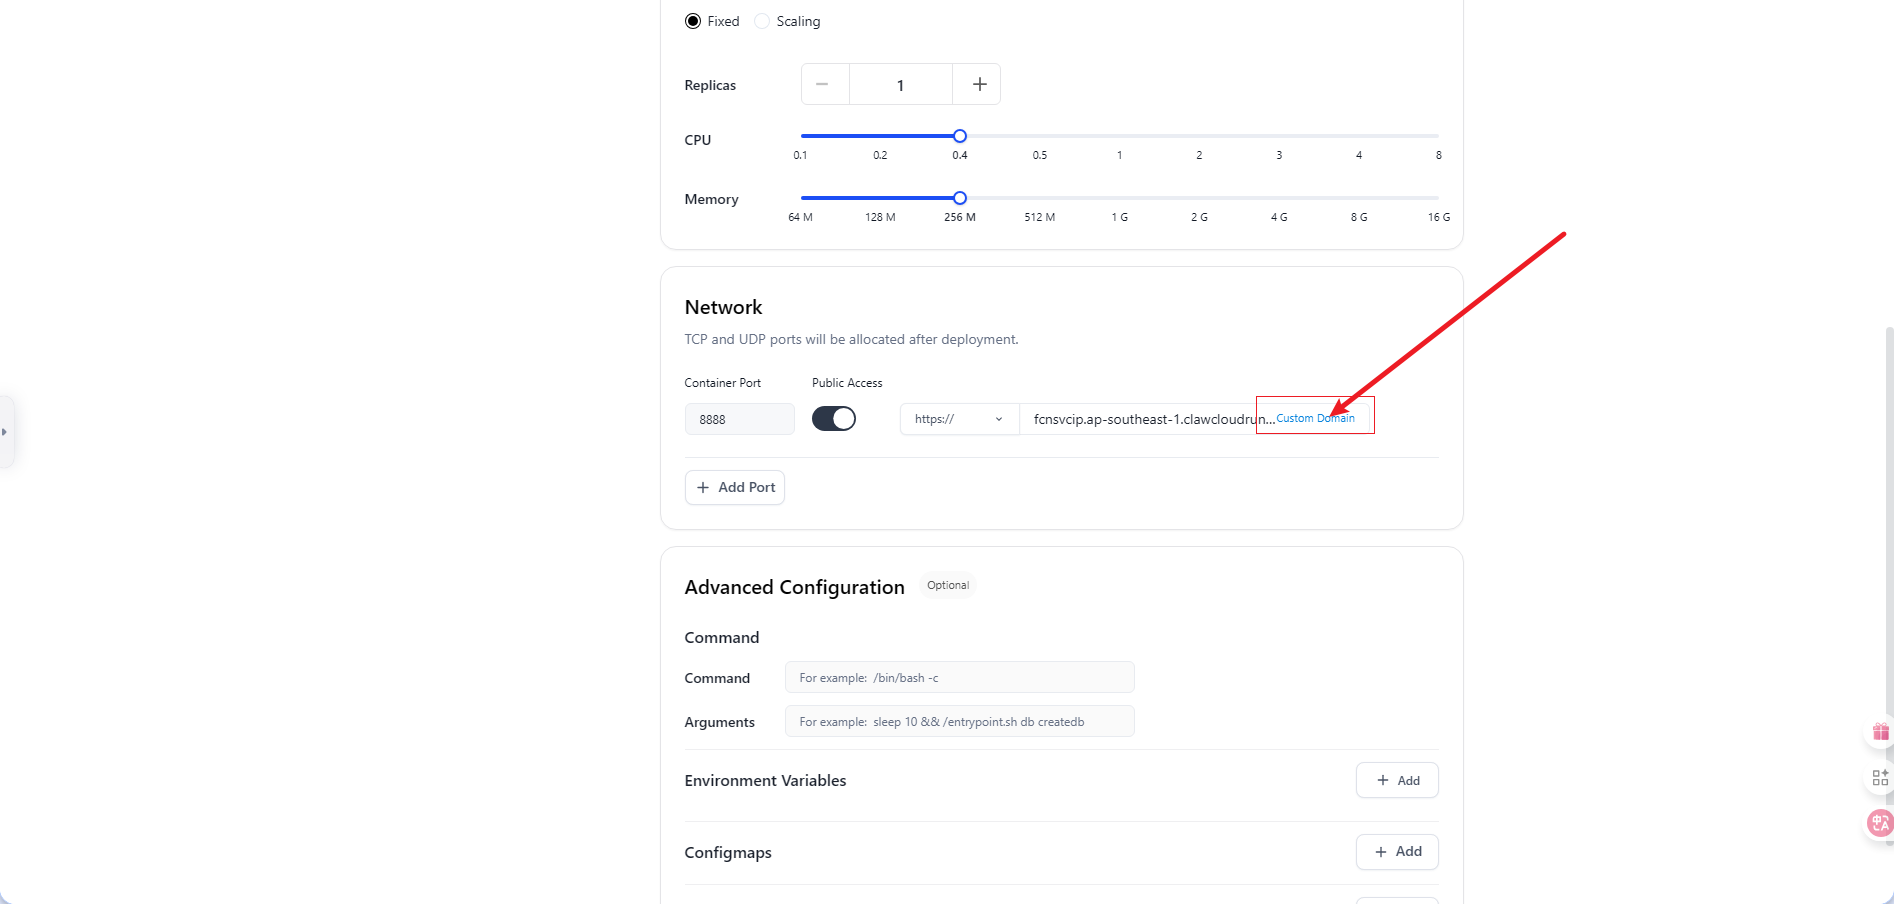 Fixed Scaling
Replicas 1
CPU
0.1 0.2 0.4 0.5 1 2 3 4 8
Memory
64 M 128 M 256 M 512 M 1 G 2 G 4 G 8 G 16 G
Network
TCP and UDP ports will be allocated after deployment.
Container Port Public Access
8888 https:// fcnsvcip.ap-southeast-1.clawcloudrun... Custom Domain
Add Port
Advanced Configuration Optional
Command
Command For example: /bin/bash -c
Arguments For example: sleep 10 && /entrypoint.sh db createdb
Environment Variables Add
Configmaps Add
中A